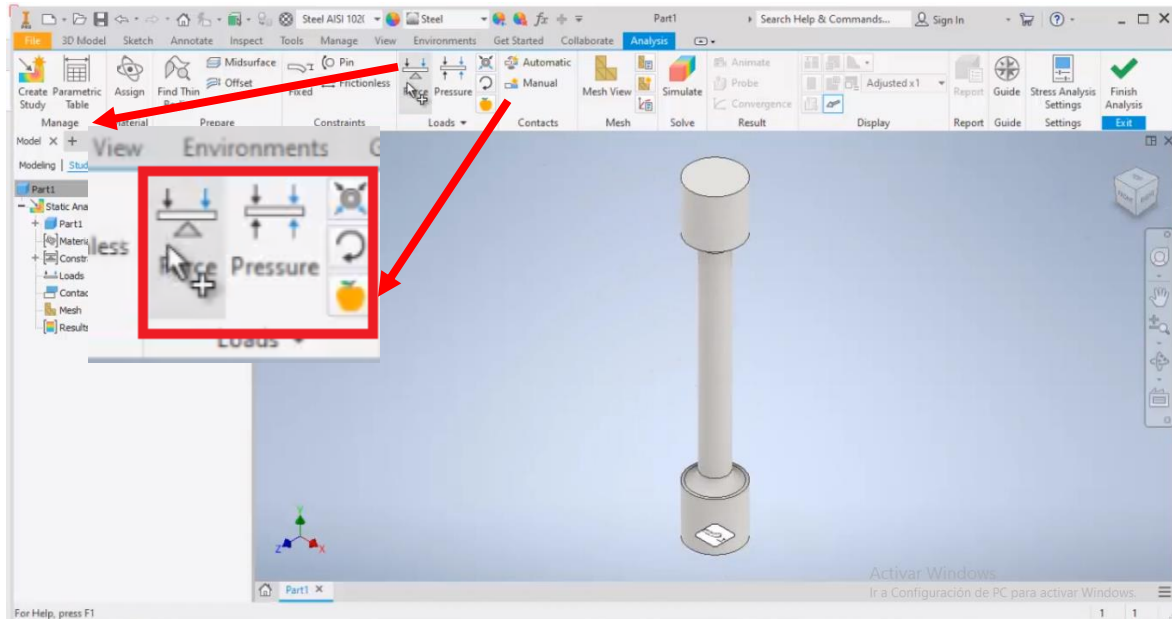 Steel AISI 1020 Steel fx Part1 Search Help & Commands... Sign In
File 3D Model Sketch Annotate Inspect Tools Manage View Environments Get Started Collaborate Analysis
Midsurface Pin Automatic Animate
Offset Frictionless Manual Probe Adjusted x1
Create Study Parametric Table Assign Find Thin Fixed Force Pressure Mesh View Simulate Convergence Report Guide Stress Analysis Settings Finish Analysis
Manage Prepare Constraints Loads Contacts Mesh Solve Result Display Report Guide Settings Exit
Model
Modeling
Part1
Static Ana
Part1
Loads
Contac
Mesh
Results
View Environments G
less Pressure
Loads
Y
Z X
Activar Windows
Ir a Configuración de PC para activar Windows.
Part1
For Help, press F1 1 1